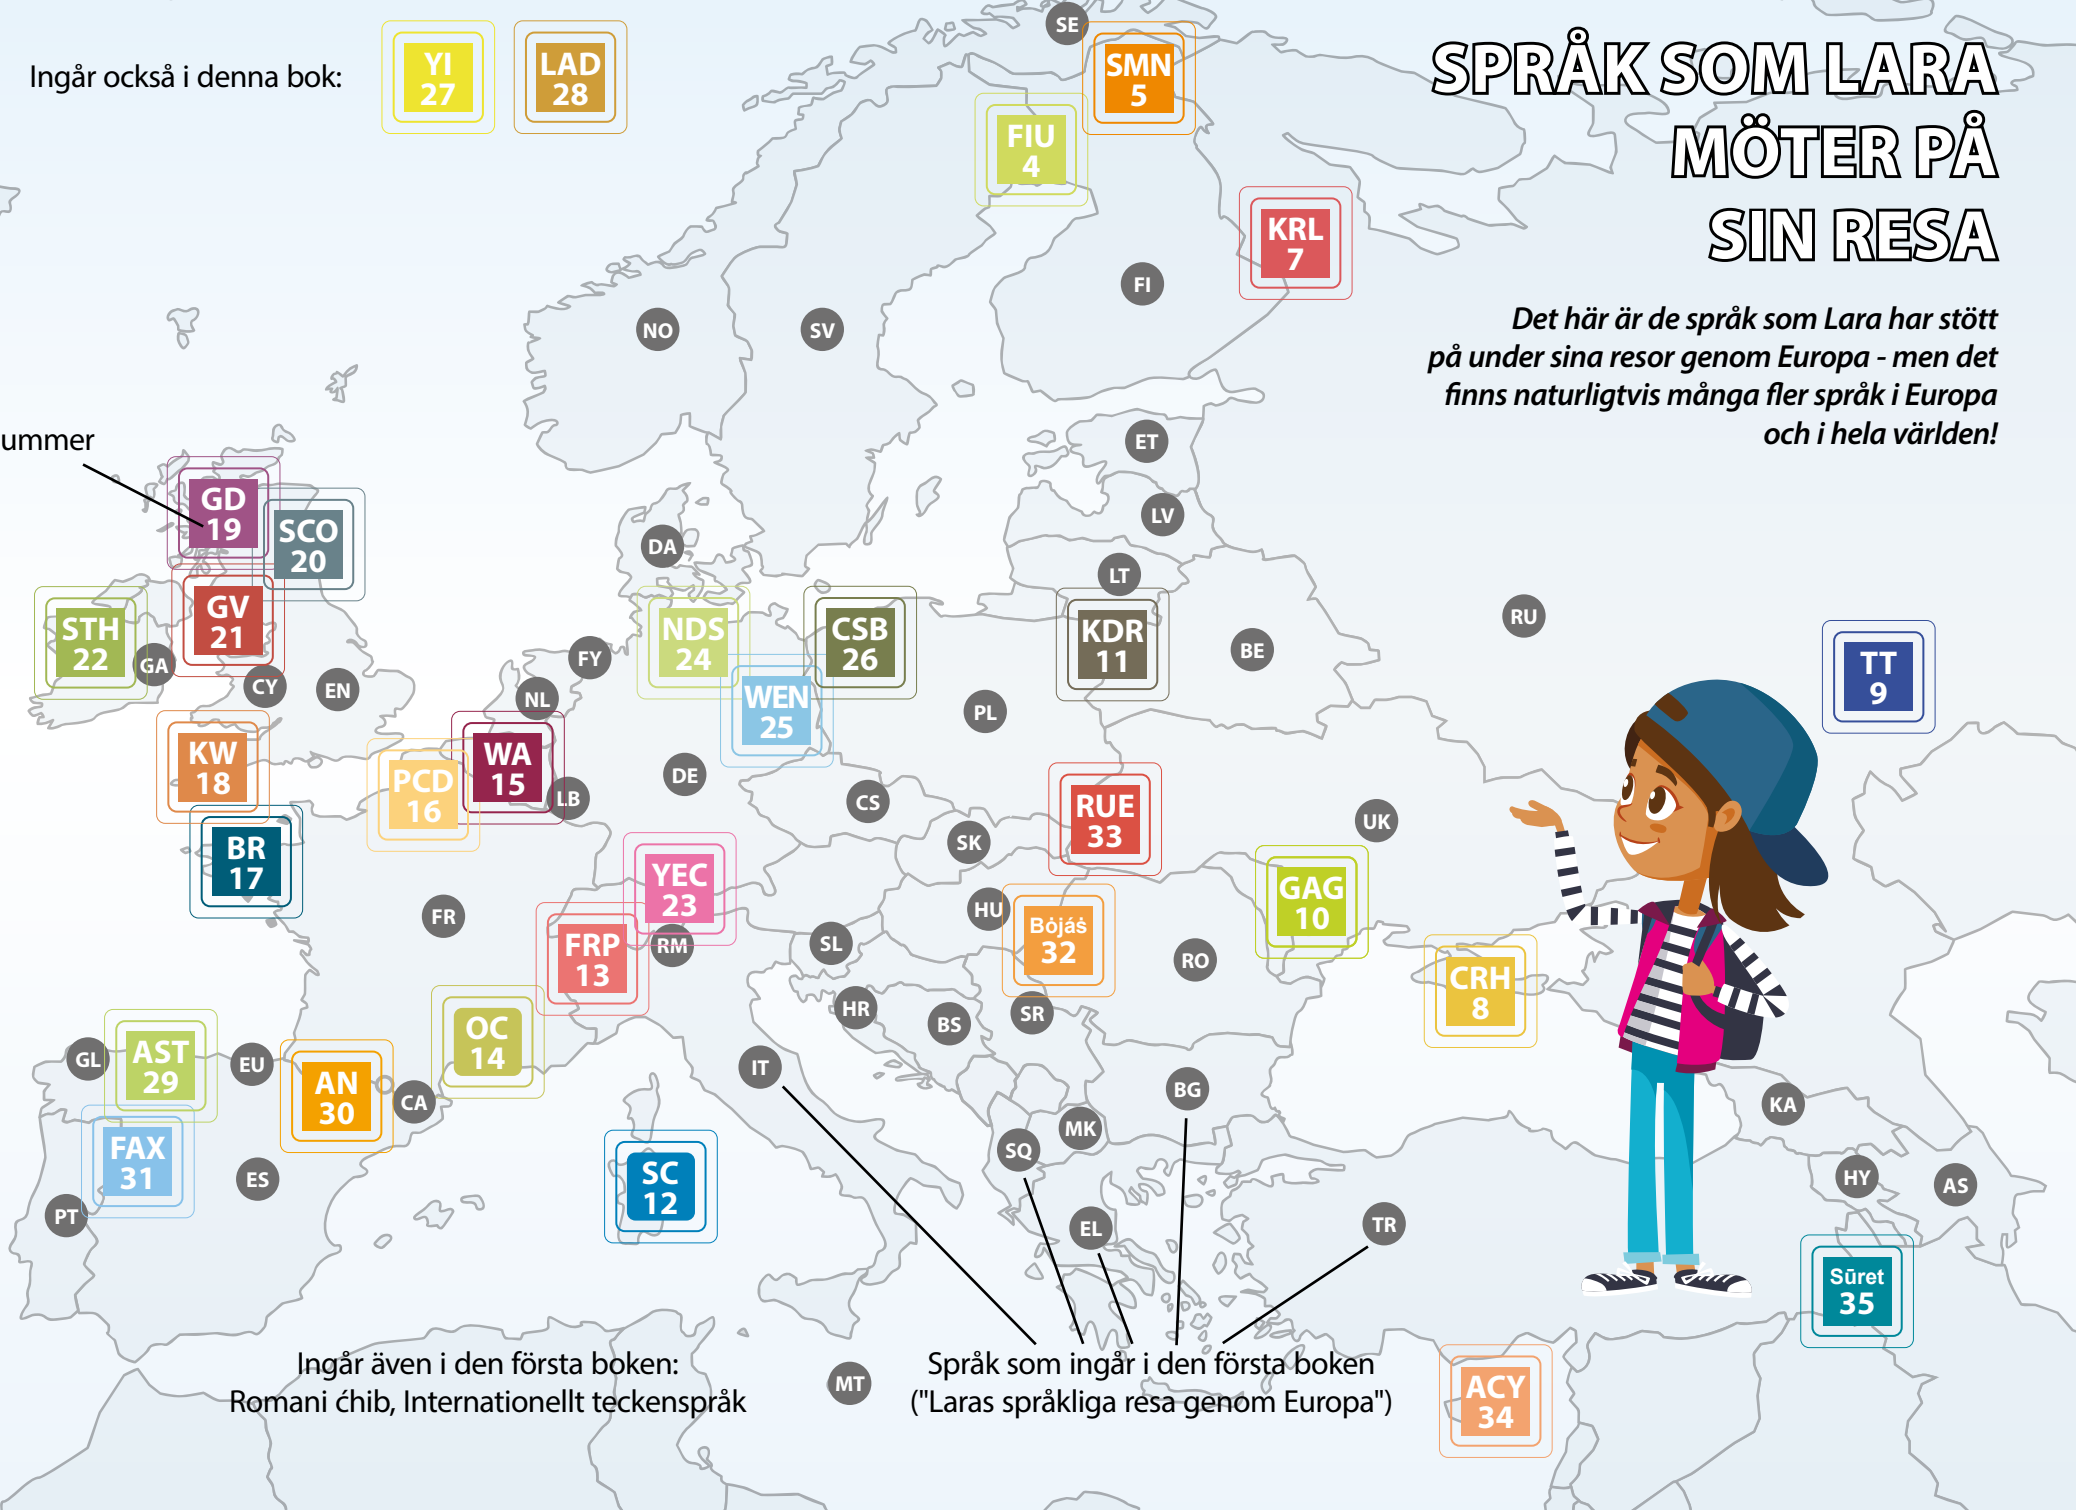 SPRÅK SOM LARA
MÖTER PÅ
SIN RESA
Det här är de språk som Lara har stött
på under sina resor genom Europa - men det
finns naturligtvis många fler språk i Europa
och i hela världen!
Ingår också i denna bok:
YI
27
LAD
28
SE
SMN
5
FIU
4
KRL
7
FI
NO
SV
ummer
ET
GD
19
SCO
20
LV
DA
LT
GV
21
STH
22
GA
CY
EN
FY
NL
NDS
24
WEN
25
CSB
26
KDR
11
BE
RU
TT
9
PL
KW
18
PCD
16
WA
15
LB
DE
CS
BR
17
RUE
33
UK
SK
YEC
23
FR
FRP
13
RM
SL
HU
Bòjáṡ
32
RO
GAG
10
CRH
8
HR
BS
SR
OC
14
GL
AST
29
EU
AN
30
CA
IT
BG
MK
KA
FAX
31
ES
PT
SC
12
SQ
EL
TR
HY
AS
Sūret
35
Ingår även i den första boken:
Romani ćhib, Internationellt teckenspråk
MT
Språk som ingår i den första boken
("Laras språkliga resa genom Europa")
ACY
34